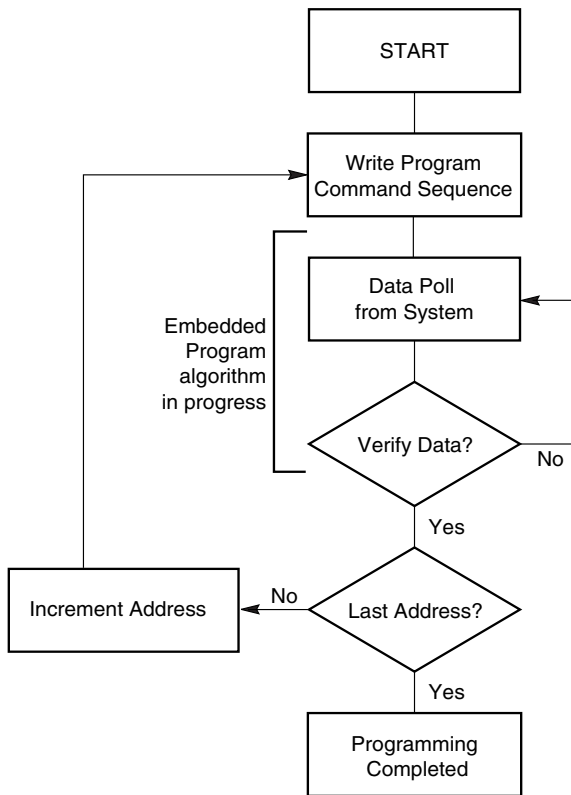 START
Write Program
Command Sequence
Data Poll
from System
Embedded
Program
algorithm
in progress
Verify Data?
No
Yes
Last Address?
No
Increment Address
Yes
Programming
Completed